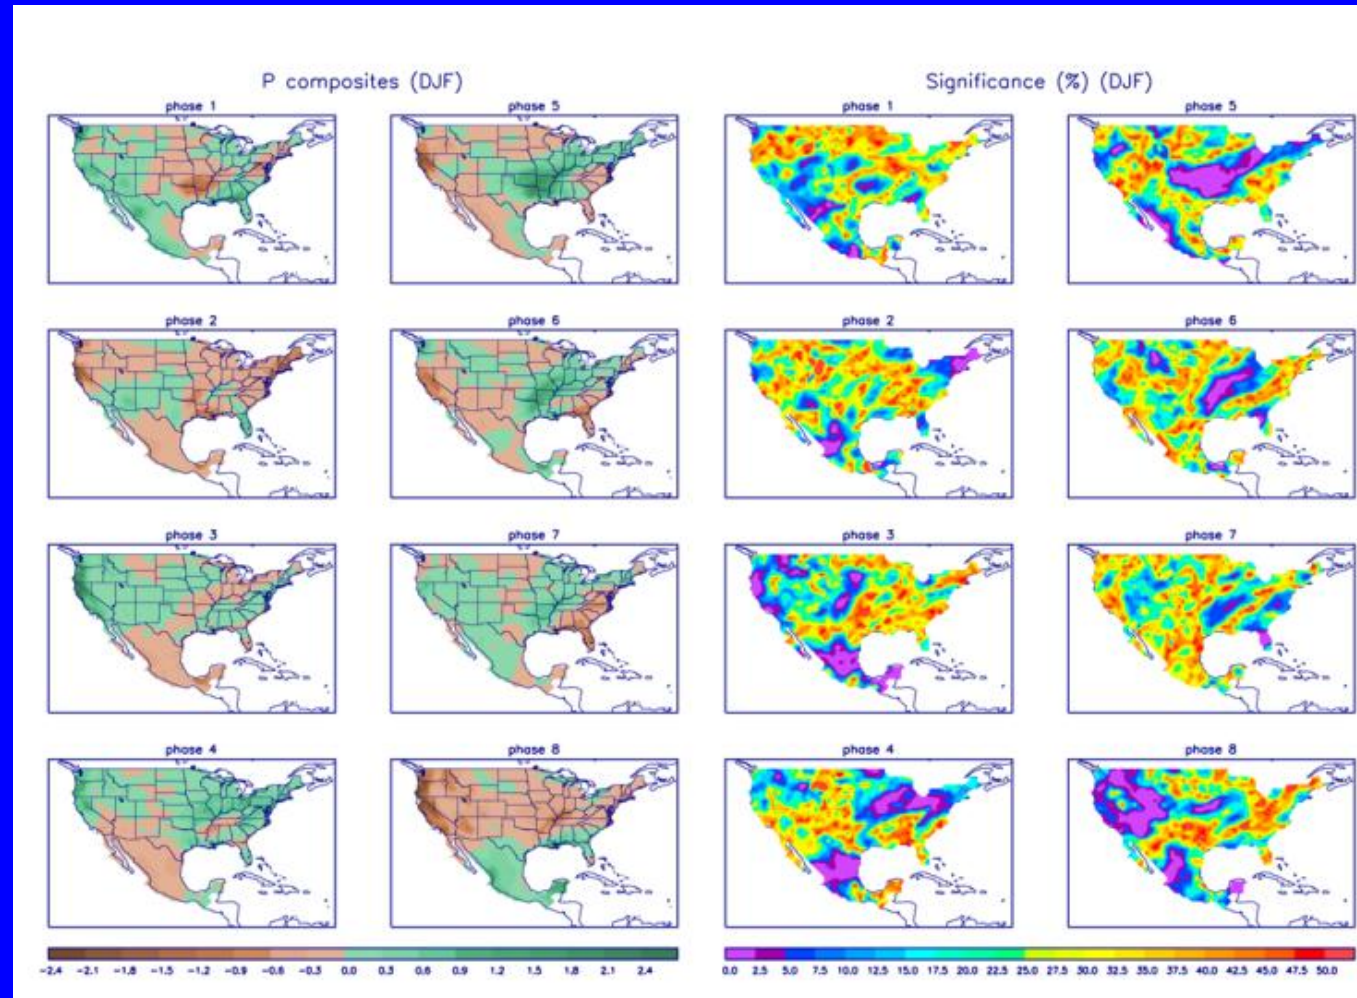 P composites (DJF)
Significance (%) (DJF)
phase 1
phase 5
phase 1
phase 5
phase 2
phase 6
phase 2
phase 6
phase 3
phase 7
phase 3
phase 7
phase 4
phase 8
phase 4
phase 8
-2.4 -2.1 -1.8 -1.5 -1.2 -0.9 -0.6 -0.3 0.0 0.3 0.6 0.9 1.2 1.5 1.8 2.1 2.4
0.0 2.5 5.0 7.5 10.0 12.5 15.0 17.5 20.0 22.5 25.0 27.5 30.0 32.5 35.0 37.5 40.0 42.5 45.0 47.5 50.0